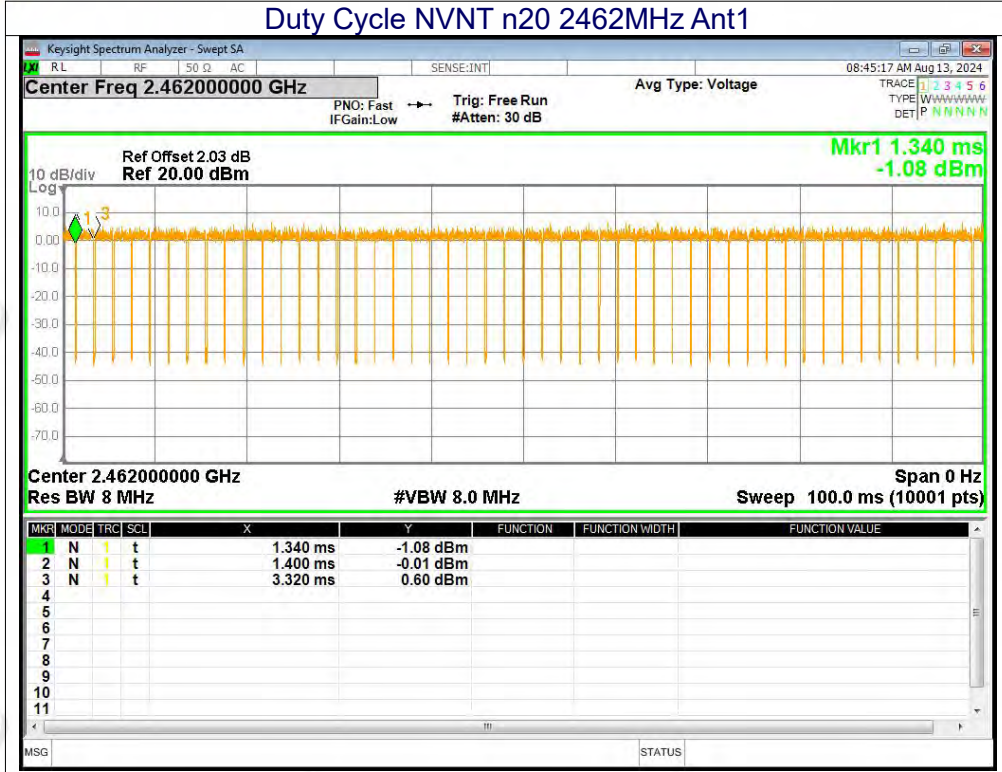 Duty Cycle NVNT n20 2462MHz Ant1
Keysight Spectrum Analyzer - Swept SA
LXI RL RF 50 Ω AC SENSE:INT 08:45:17 AM Aug 13, 2024
Center Freq 2.462000000 GHz
PNO: Fast
IFGain:Low
Trig: Free Run
#Atten: 30 dB
Avg Type: Voltage
TRACE 1 2 3 4 5 6
TYPE WWWWWWW
DET P N N N N N
Mkr1 1.340 ms
-1.08 dBm
Ref Offset 2.03 dB
10 dB/div Ref 20.00 dBm
Log
10.0
1 3
0.00
-10.0
-20.0
-30.0
-40.0
-50.0
-60.0
-70.0
Center 2.462000000 GHz Span 0 Hz
Res BW 8 MHz #VBW 8.0 MHz Sweep 100.0 ms (10001 pts)
MKR MODE TRC SCL X Y FUNCTION FUNCTION WIDTH FUNCTION VALUE
1 N 1 t 1.340 ms -1.08 dBm
2 N 1 t 1.400 ms -0.01 dBm
3 N 1 t 3.320 ms 0.60 dBm
4
5
6
7
8
9
10
11
MSG STATUS